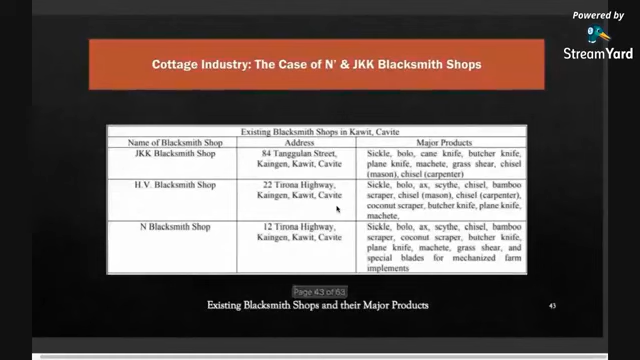 Powered by
StreamYard
Cottage Industry: The Case of N' & JKK Blacksmith Shops
Existing Blacksmith Shops in Kawit, Cavite
Name of Blacksmith Shop Address Major Products
JKK Blacksmith Shop 84 Tanggulan Street, Sickle, bolo, cane knife, butcher knife,
Kaingen, Kawit, Cavite plane knife, machete, grass shear, chisel
(mason), chisel (carpenter)
H.V. Blacksmith Shop 22 Tirona Highway, Sickle, bolo, ax, scythe, chisel, bamboo
Kaingen, Kawit, Cavite scraper, chisel (mason), chisel (carpenter),
coconut scraper, butcher knife, plane knife,
machete,
N Blacksmith Shop 12 Tirona Highway, Sickle, bolo, ax, scythe, chisel, bamboo
Kaingen, Kawit, Cavite scraper, coconut scraper, butcher knife,
plane knife, machete, grass shear, and
special blades for mechanized farm
implements
Page 43 of 63
Existing Blacksmith Shops and their Major Products
43